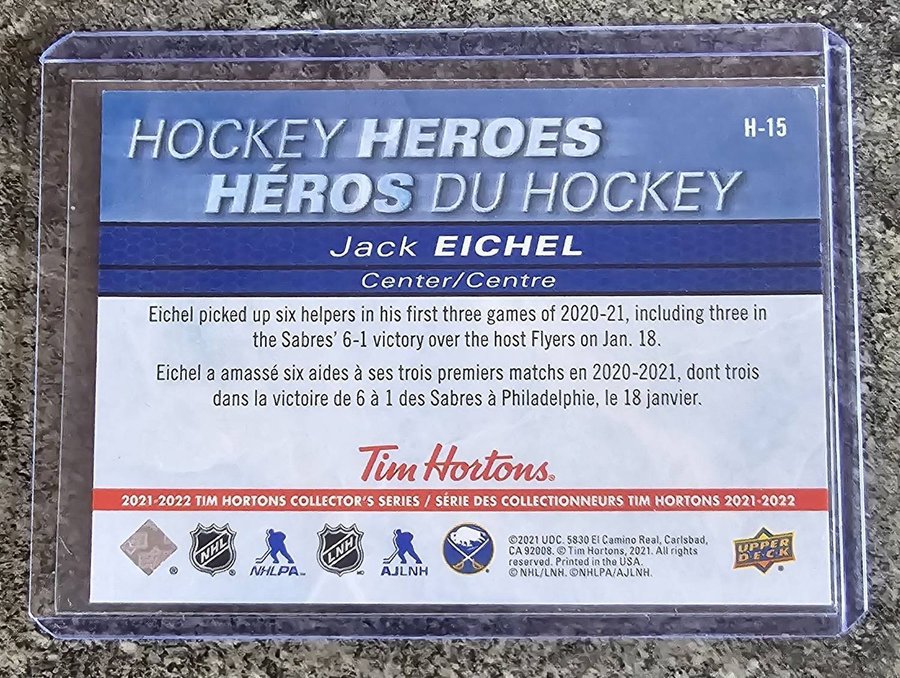 HOCKEY HEROES
H-15
HÉROS DU HOCKEY
Jack EICHEL
Center/Centre
Eichel picked up six helpers in his first three games of 2020-21, including three in
the Sabres' 6-1 victory over the host Flyers on Jan. 18.
Eichel a amassé six aides à ses trois premiers matchs en 2020-2021, dont trois
dans la victoire de 6 à 1 des Sabres à Philadelphie, le 18 janvier.
Tim Hortons®
2021-2022 TIM HORTONS COLLECTOR'S SERIES / SÉRIE DES COLLECTIONNEURS TIM HORTONS 2021-2022
®
NHL
®
NHLPA™
LNH
AJLNH
®
©2021 UDC. 5830 El Camino Real, Carlsbad,
CA 92008. © Tim Hortons, 2021. All rights
reserved. Printed in the USA.
© NHL/LNH. ©NHLPA/AJLNH.
UPPER
DECK